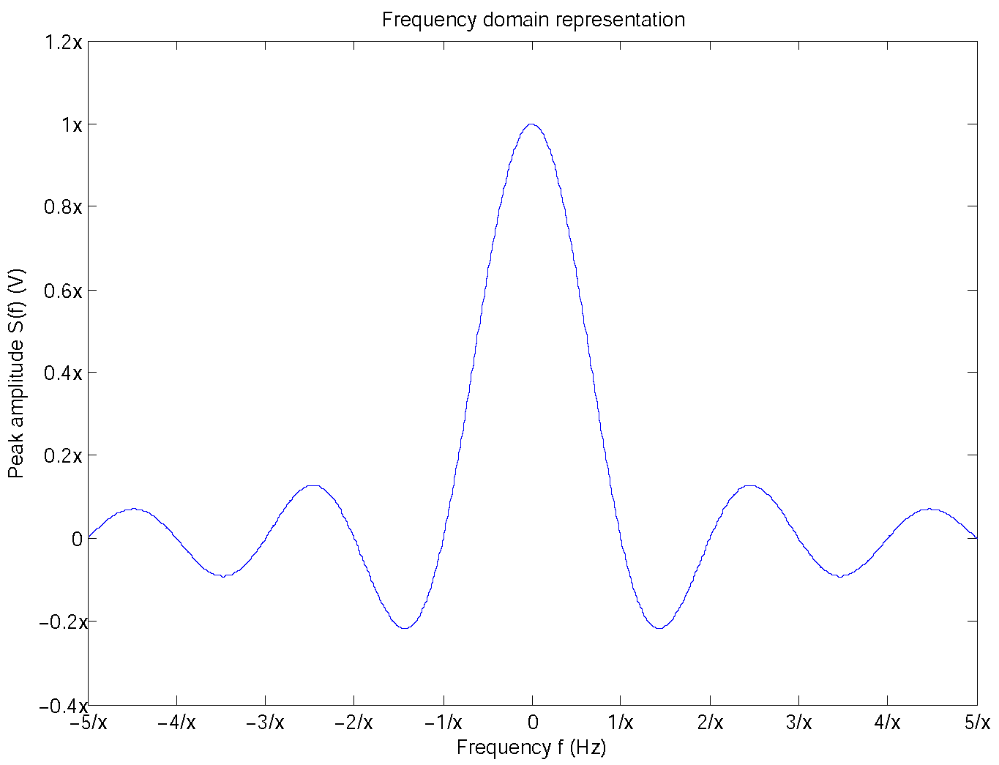 Frequency domain representation
1.2x
1x
0.8x
0.6x
0.4x
0.2x
0
−0.2x
−0.4x
Peak amplitude S(f) (V)
−5/x −4/x −3/x −2/x −1/x 0 1/x 2/x 3/x 4/x 5/x
Frequency f (Hz)